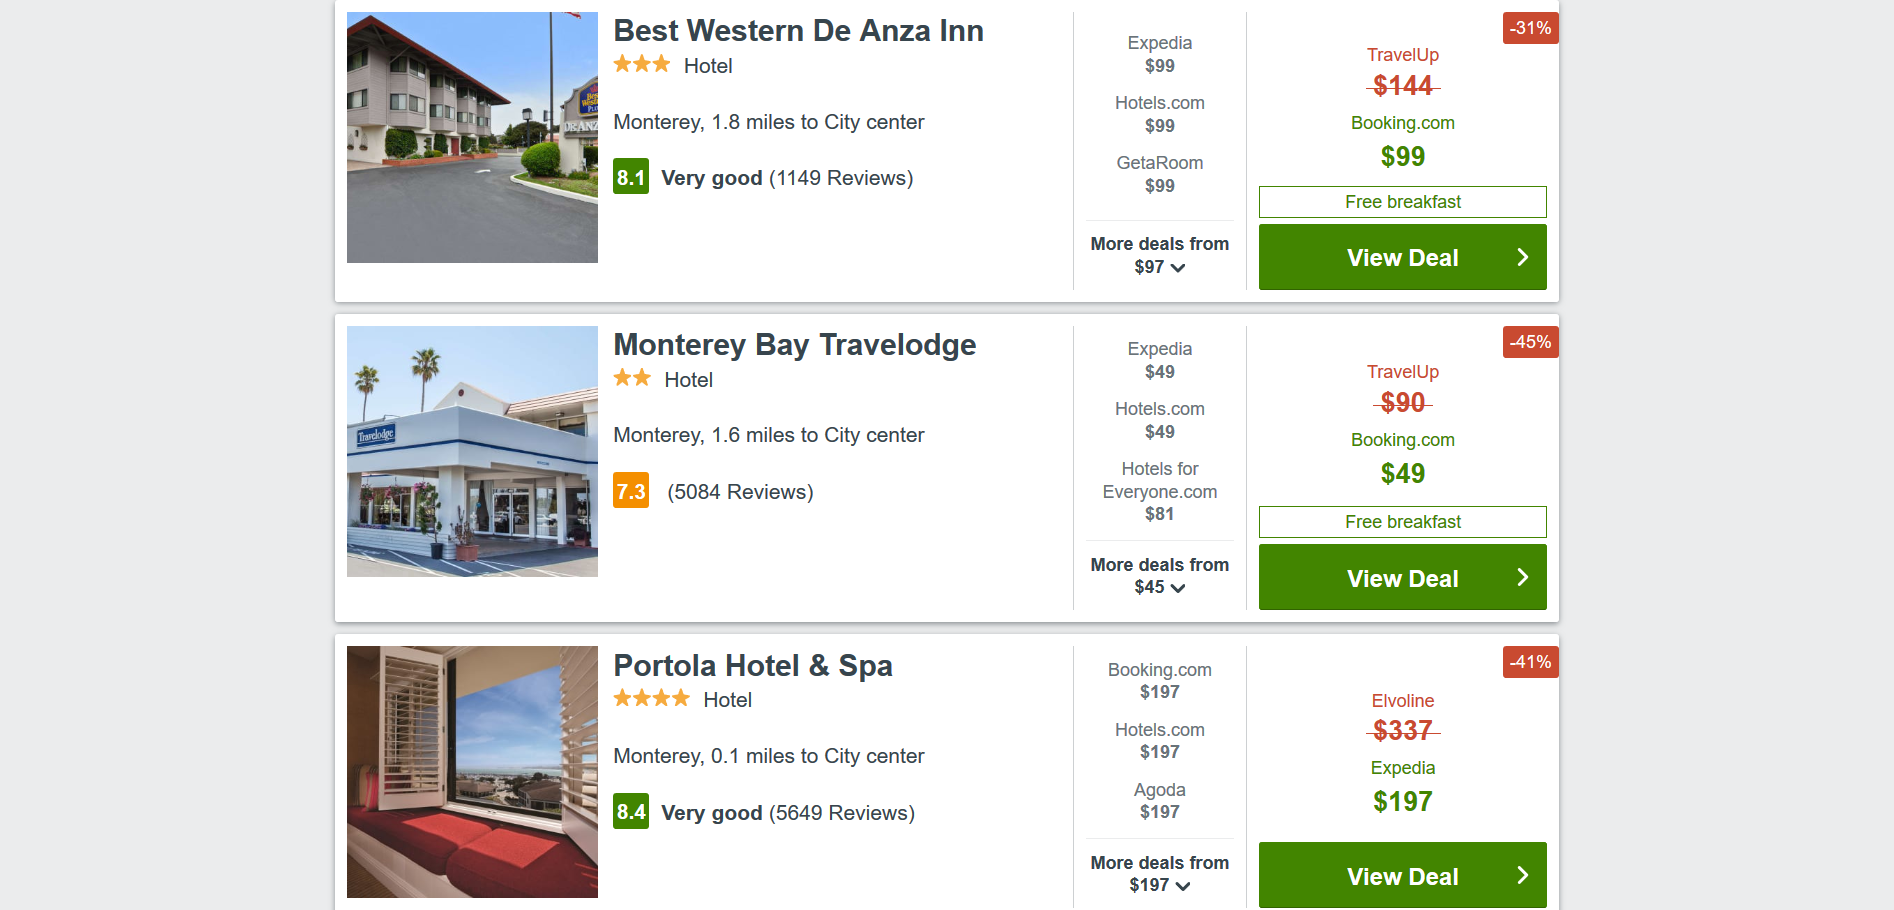 Best Western De Anza Inn
Hotel
Monterey, 1.8 miles to City center
8.1 Very good (1149 Reviews)
Expedia
$99
Hotels.com
$99
GetaRoom
$99
More deals from
$97
-31%
TravelUp
$144
Booking.com
$99
Free breakfast
View Deal
Monterey Bay Travelodge
Hotel
Monterey, 1.6 miles to City center
7.3 (5084 Reviews)
Travelodge
Expedia
$49
Hotels.com
$49
Hotels for
Everyone.com
$81
More deals from
$45
-45%
TravelUp
$90
Booking.com
$49
Free breakfast
View Deal
Portola Hotel & Spa
Hotel
Monterey, 0.1 miles to City center
8.4 Very good (5649 Reviews)
Booking.com
$197
Hotels.com
$197
Agoda
$197
More deals from
$197
-41%
Elvoline
$337
Expedia
$197
View Deal